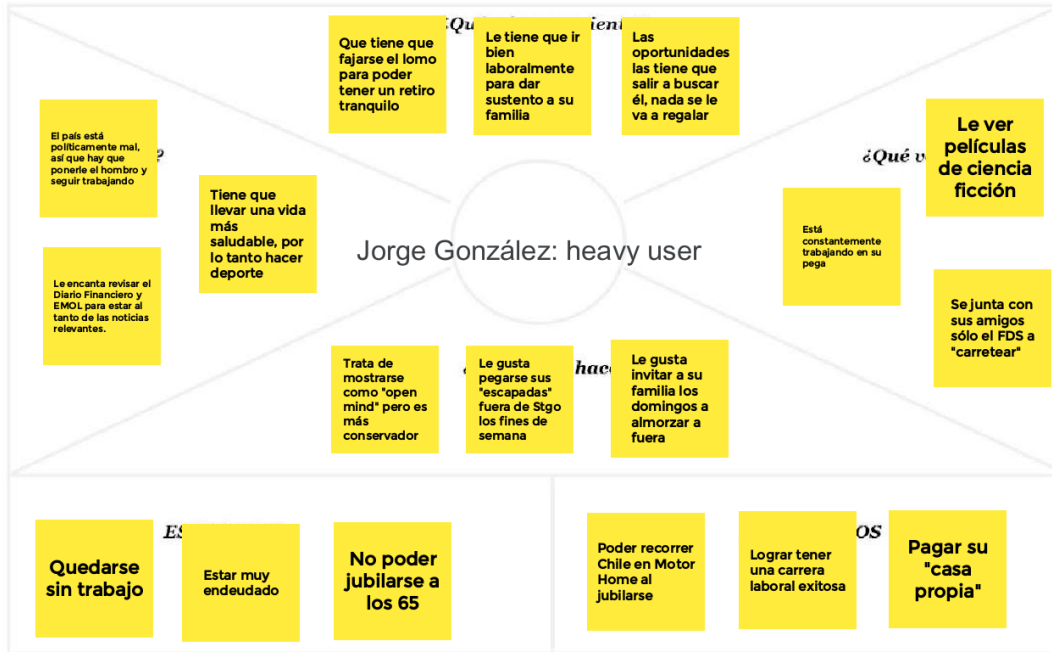 Que tiene que
fajarse el lomo
para poder
tener un retiro
tranquilo
Le tiene que ir
bien
laboralmente
para dar
sustento a su
familia
Las
oportunidades
las tiene que
salir a buscar
él, nada se le
va a regalar
El país está
políticamente mal,
así que hay que
ponerle el hombro y
seguir trabajando
?
Tiene que
llevar una vida
más
saludable, por
lo tanto hacer
deporte
Le encanta revisar el
Diario Financiero y
EMOL para estar al
tanto de las noticias
relevantes.
Jorge González: heavy user
¿Qué
Le ver
películas
de ciencia
ficción
Está
constantemente
trabajando en su
pega
Se junta con
sus amigos
sólo el FDS a
"carretear"
Trata de
mostrarse
como "open
mind" pero es
más
conservador
Le gusta
pegarse sus
"escapadas"
fuera de Stgo
los fines de
semana
Le gusta
invitar a su
familia los
domingos a
almorzar a
fuera
Quedarse
sin trabajo
Estar muy
endeudado
No poder
jubilarse a
los 65
Poder recorrer
Chile en Motor
Home al
jubilarse
Lograr tener
una carrera
laboral exitosa
Pagar su
"casa
propia"